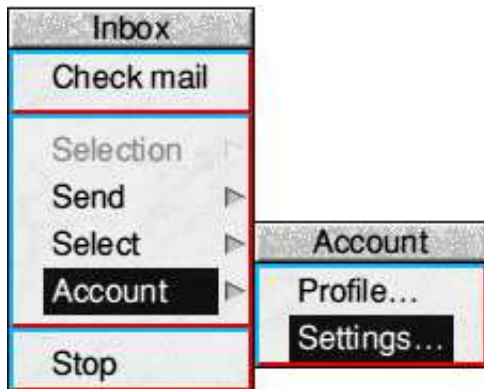 Inbox
Check mail
Selection
Send
Select
Account
Stop
Account
Profile...
Settings...